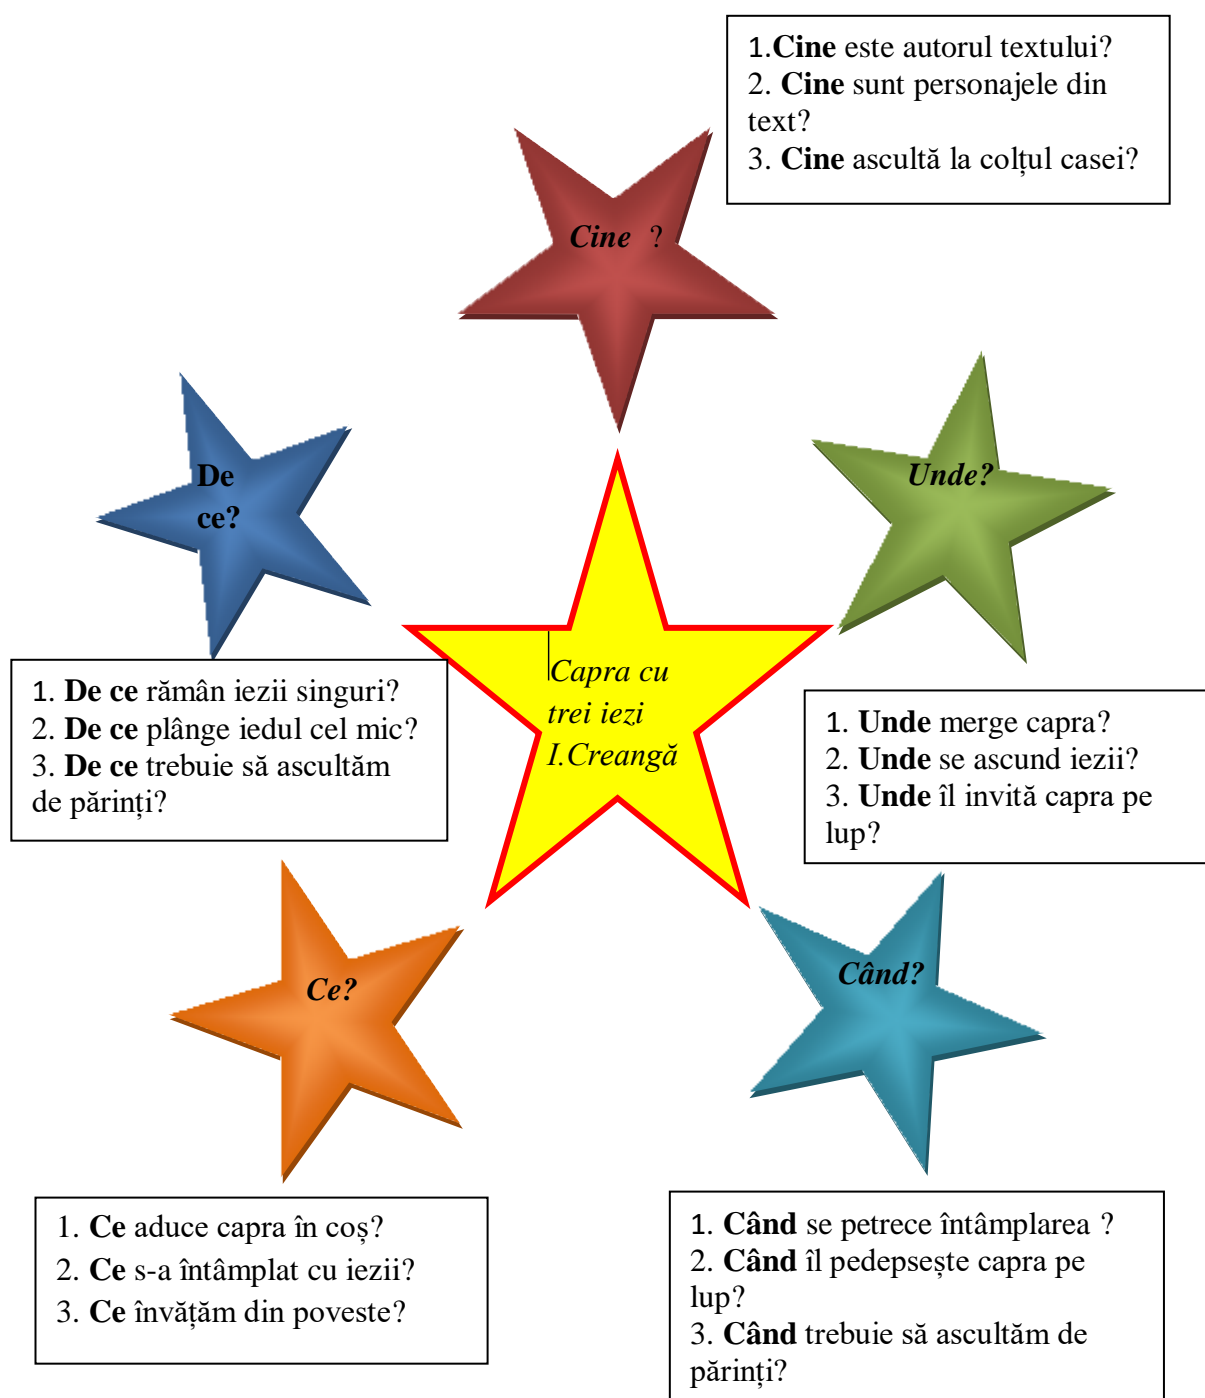 1.Cine este autorul textului?
2. Cine sunt personajele din
text?
3. Cine ascultă la colțul casei?
Cine ?
De
ce?
Unde?
Capra cu
trei iezi
I.Creangă
1. De ce rămân iezii singuri?
2. De ce plânge iedul cel mic?
3. De ce trebuie să ascultăm
de părinți?
1. Unde merge capra?
2. Unde se ascund iezii?
3. Unde îl invită capra pe
lup?
Ce?
Când?
1. Ce aduce capra în coș?
2. Ce s-a întâmplat cu iezii?
3. Ce învățăm din poveste?
1. Când se petrece întâmplarea ?
2. Când îl pedepsește capra pe
lup?
3. Când trebuie să ascultăm de
părinți?